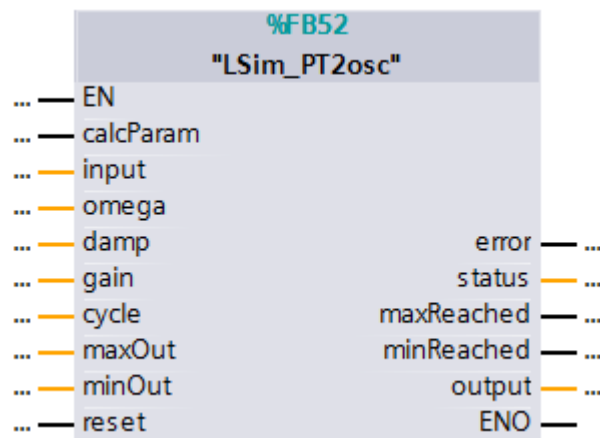 %FB52
"LSim_PT2osc"
... EN
... calcParam
... input
... omega
... damp error ...
... gain status ...
... cycle maxReached ...
... maxOut minReached ...
... minOut output ...
... reset ENO